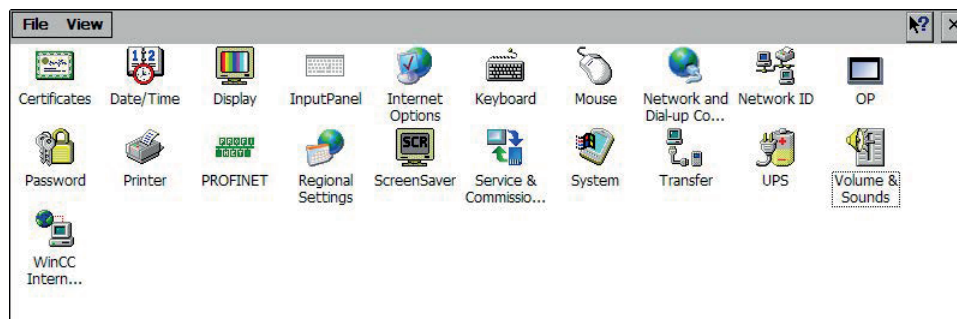 File View
Certificates Date/Time Display InputPanel Internet Options Keyboard Mouse Network and Dial-up Co... Network ID OP
Password Printer PROFINET Regional Settings ScreenSaver Service & Commissio... System Transfer UPS Volume & Sounds
WinCC Intern...